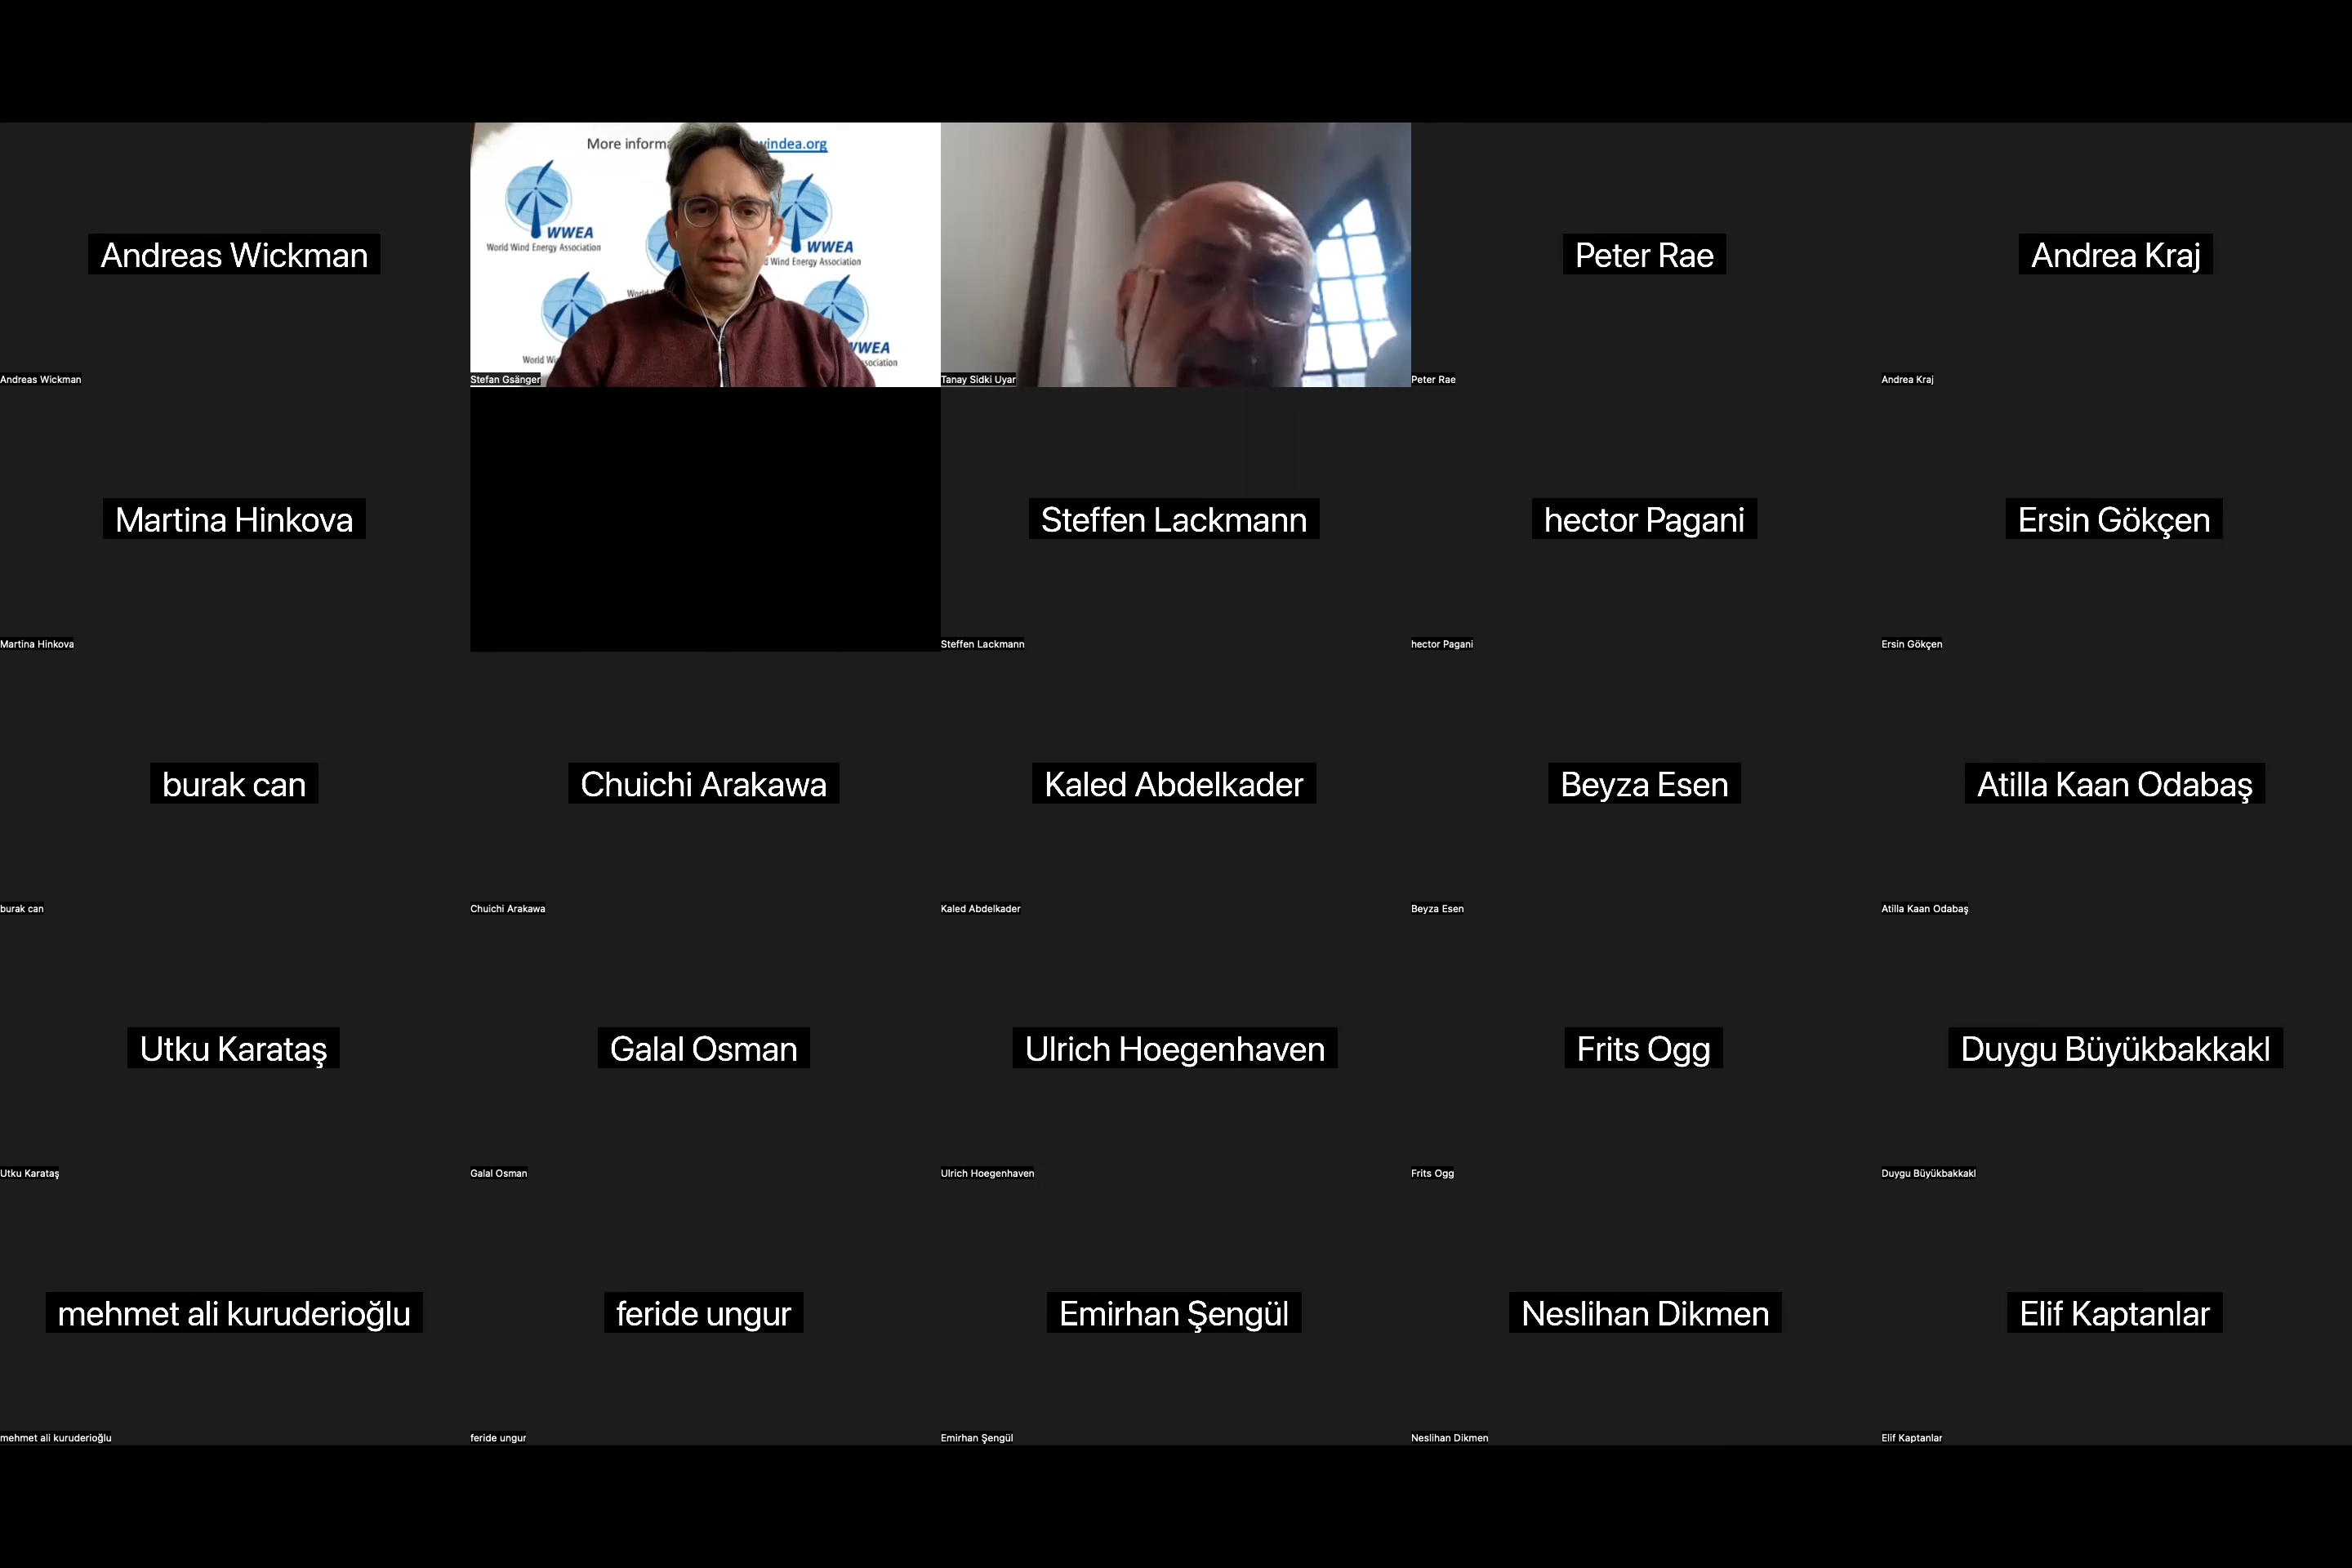 Andreas Wickman
Andreas Wickman
More informa windea.org
WWEA
World Wind Energy Association
WWEA
d Wind Energy Association
World Wi
WWEA
sociation
Stefan Gsänger
Tanay Sidki Uyar
Peter Rae
Peter Rae
Andrea Kraj
Andrea Kraj
Martina Hinkova
Martina Hinkova
Steffen Lackmann
Steffen Lackmann
hector Pagani
hector Pagani
Ersin Gökçen
Ersin Gökçen
burak can
burak can
Chuichi Arakawa
Chuichi Arakawa
Kaled Abdelkader
Kaled Abdelkader
Beyza Esen
Beyza Esen
Atilla Kaan Odabaş
Atilla Kaan Odabaş
Utku Karataş
Utku Karataş
Galal Osman
Galal Osman
Ulrich Hoegenhaven
Ulrich Hoegenhaven
Frits Ogg
Frits Ogg
Duygu Büyükbakkakl
Duygu Büyükbakkakl
mehmet ali kuruderioğlu
mehmet ali kuruderioğlu
feride ungur
feride ungur
Emirhan Şengül
Emirhan Şengül
Neslihan Dikmen
Neslihan Dikmen
Elif Kaptanlar
Elif Kaptanlar